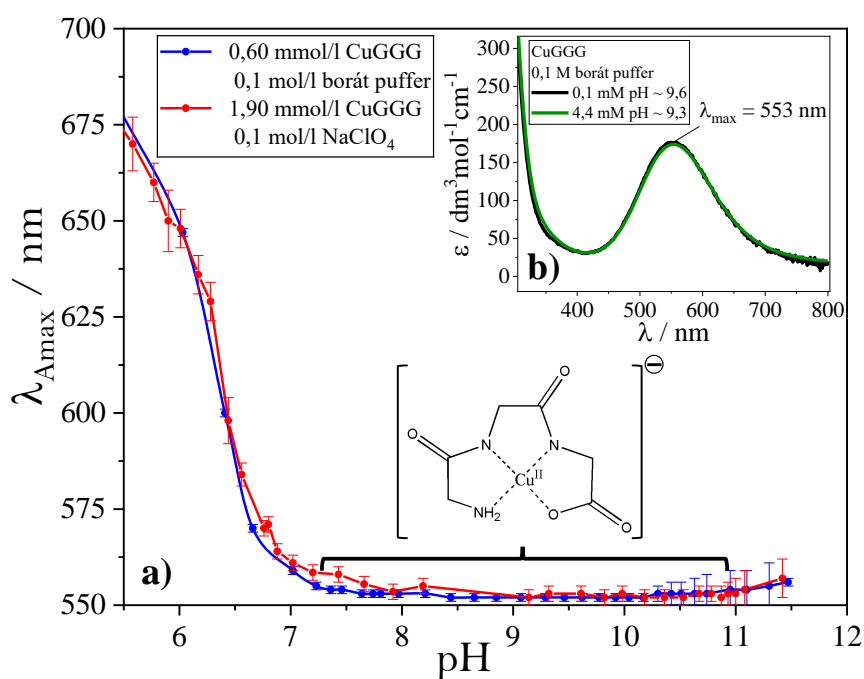 700
675
650
625
600
575
550
λAmax / nm
0,60 mmol/l CuGGG
0,1 mol/l borát puffer
1,90 mmol/l CuGGG
0,1 mol/l NaClO4
300
250
200
150
100
50
0
ε / dm³mol⁻¹cm⁻¹
CuGGG
0,1 M borát puffer
0,1 mM pH ~ 9,6
4,4 mM pH ~ 9,3
λmax = 553 nm
b)
400 500 600 700 800
λ / nm
O
O
N
N
CuII
NH2
O
O
⊖
a)
6 7 8 9 10 11 12
pH